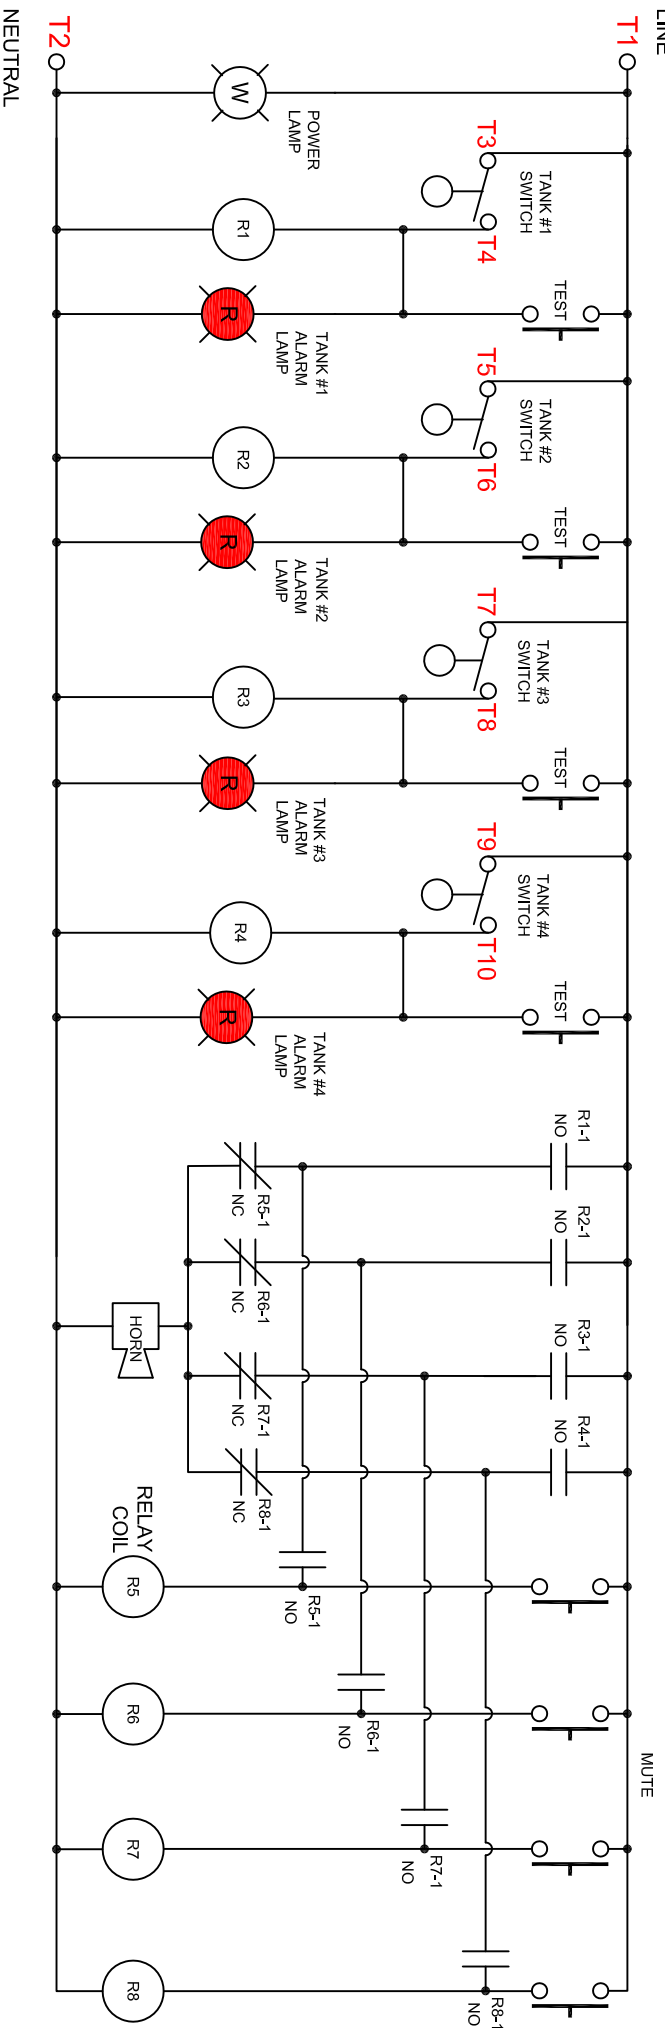 LINE
T1
T2
NEUTRAL
W
POWER
LAMP
T3
TANK #1
SWITCH
T4
R1
TEST
R
TANK #1
ALARM
LAMP
T5
TANK #2
SWITCH
T6
R2
TEST
R
TANK #2
ALARM
LAMP
T7
TANK #3
SWITCH
T8
R3
TEST
R
TANK #3
ALARM
LAMP
T9
TANK #4
SWITCH
T10
R4
TEST
R
TANK #4
ALARM
LAMP
R1-1
NO
R5-1
NC
R2-1
NO
R6-1
NC
HORN
R3-1
NO
R7-1
NC
R4-1
NO
R8-1
NC
RELAY
COIL
R5
R5-1
NO
R6
R6-1
NO
MUTE
R7
R7-1
NO
R8
R8-1
NO